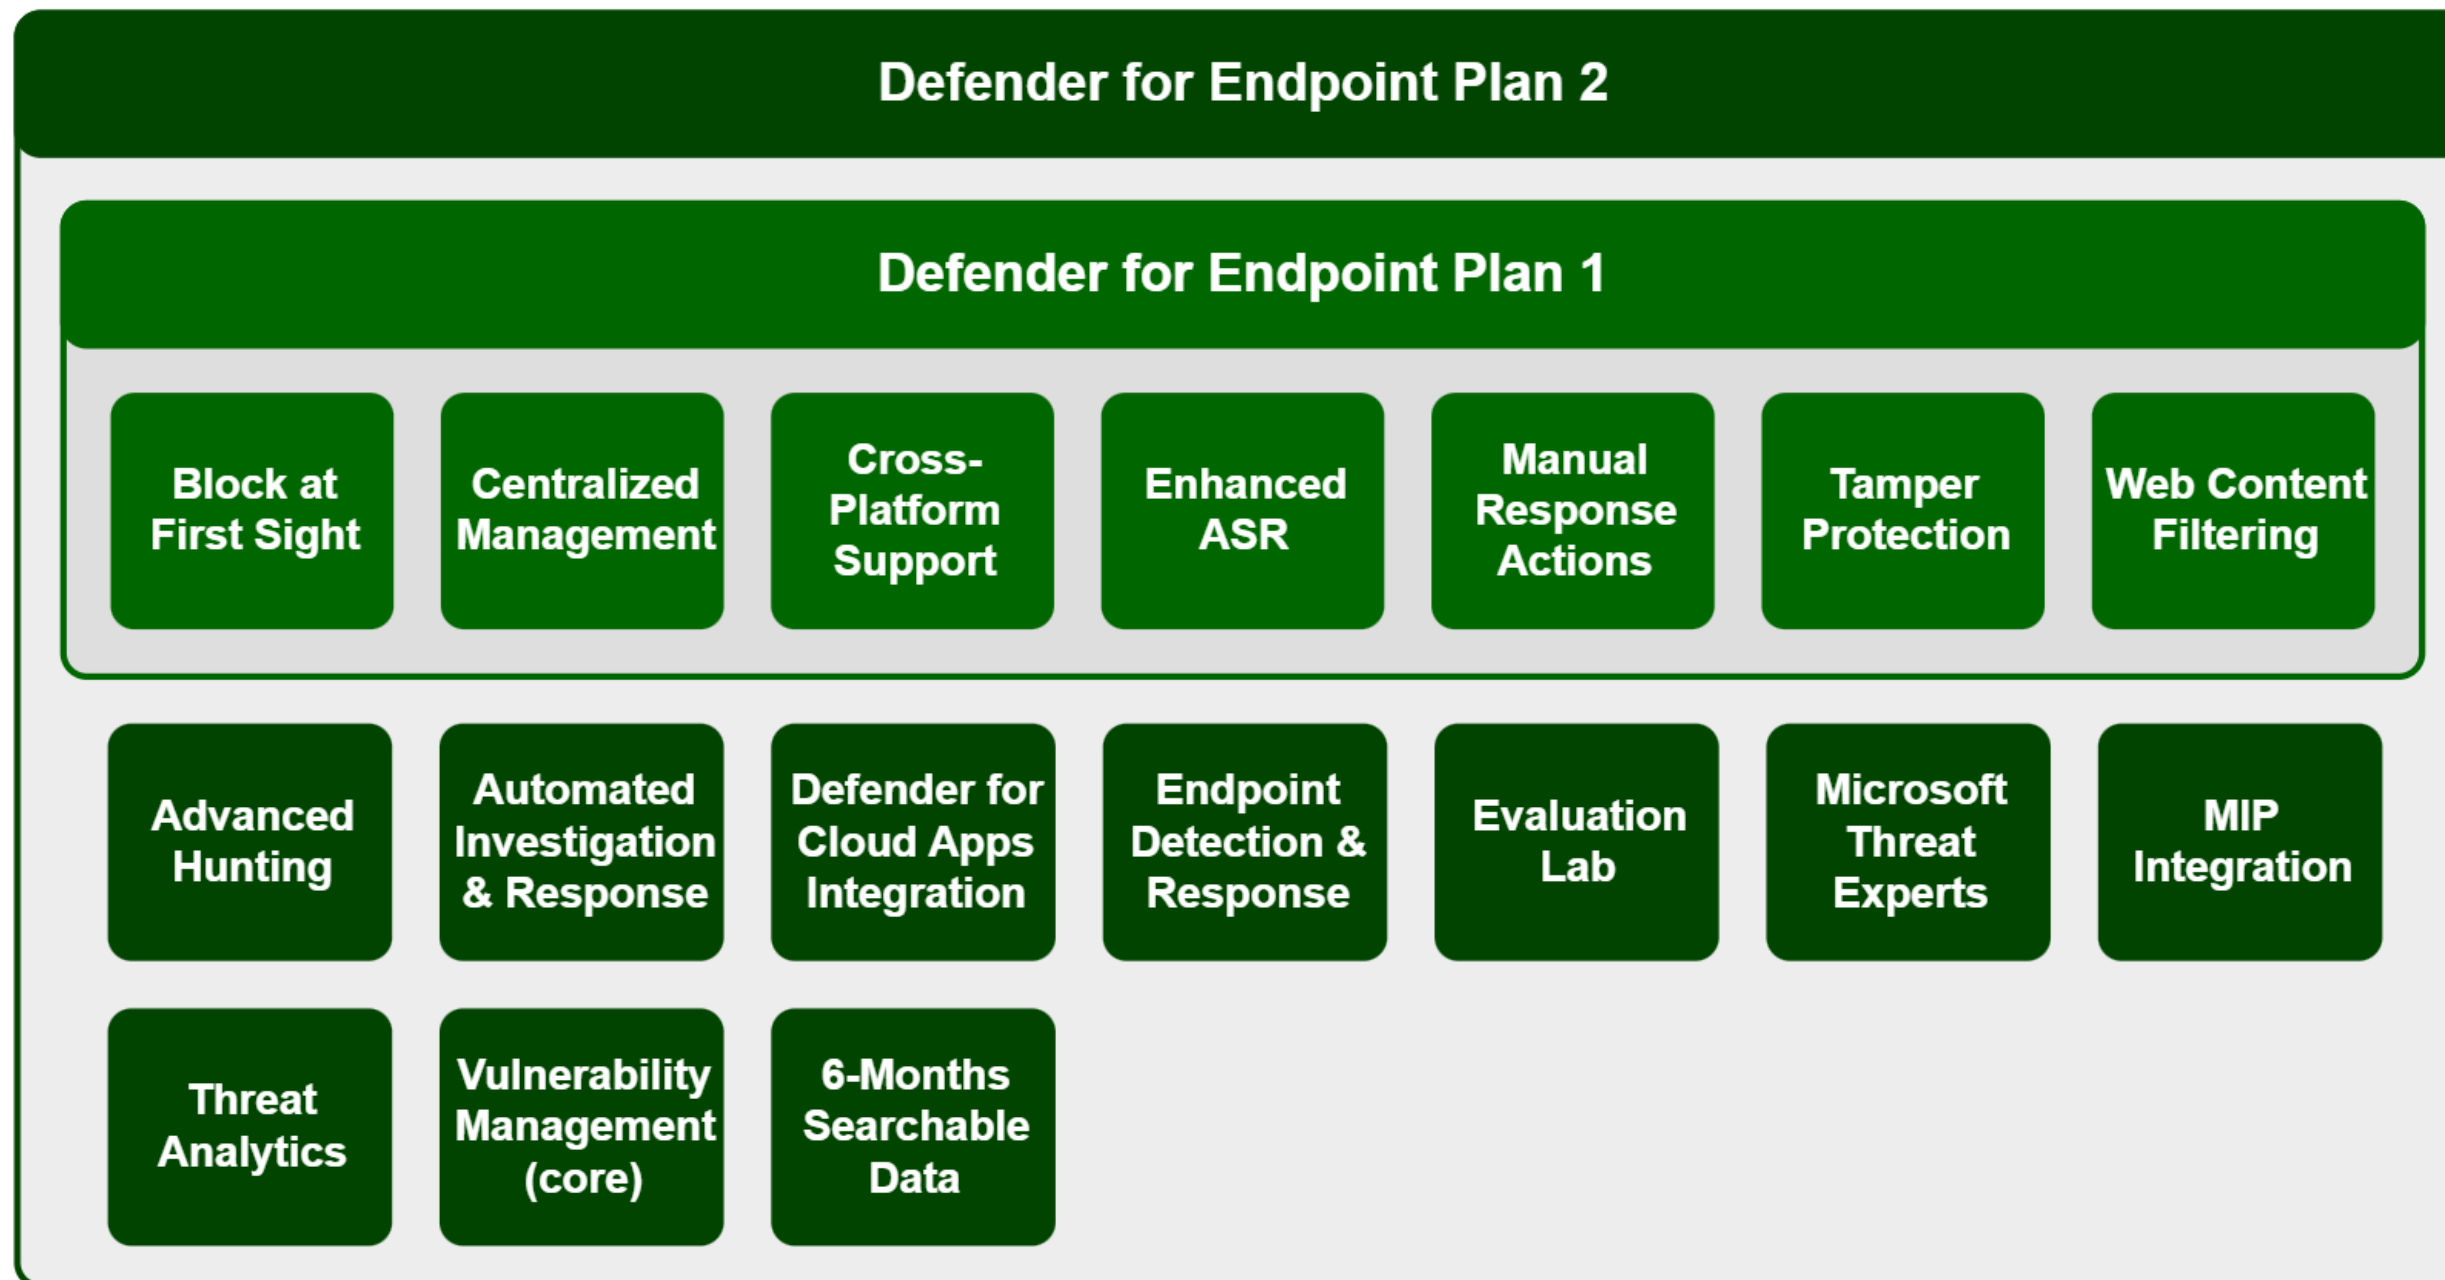 Defender for Endpoint Plan 2
Defender for Endpoint Plan 1
Block at
First Sight
Centralized
Management
Cross-
Platform
Support
Enhanced
ASR
Manual
Response
Actions
Tamper
Protection
Web Content
Filtering
Advanced
Hunting
Automated
Investigation
& Response
Defender for
Cloud Apps
Integration
Endpoint
Detection &
Response
Evaluation
Lab
Microsoft
Threat
Experts
MIP
Integration
Threat
Analytics
Vulnerability
Management
(core)
6-Months
Searchable
Data